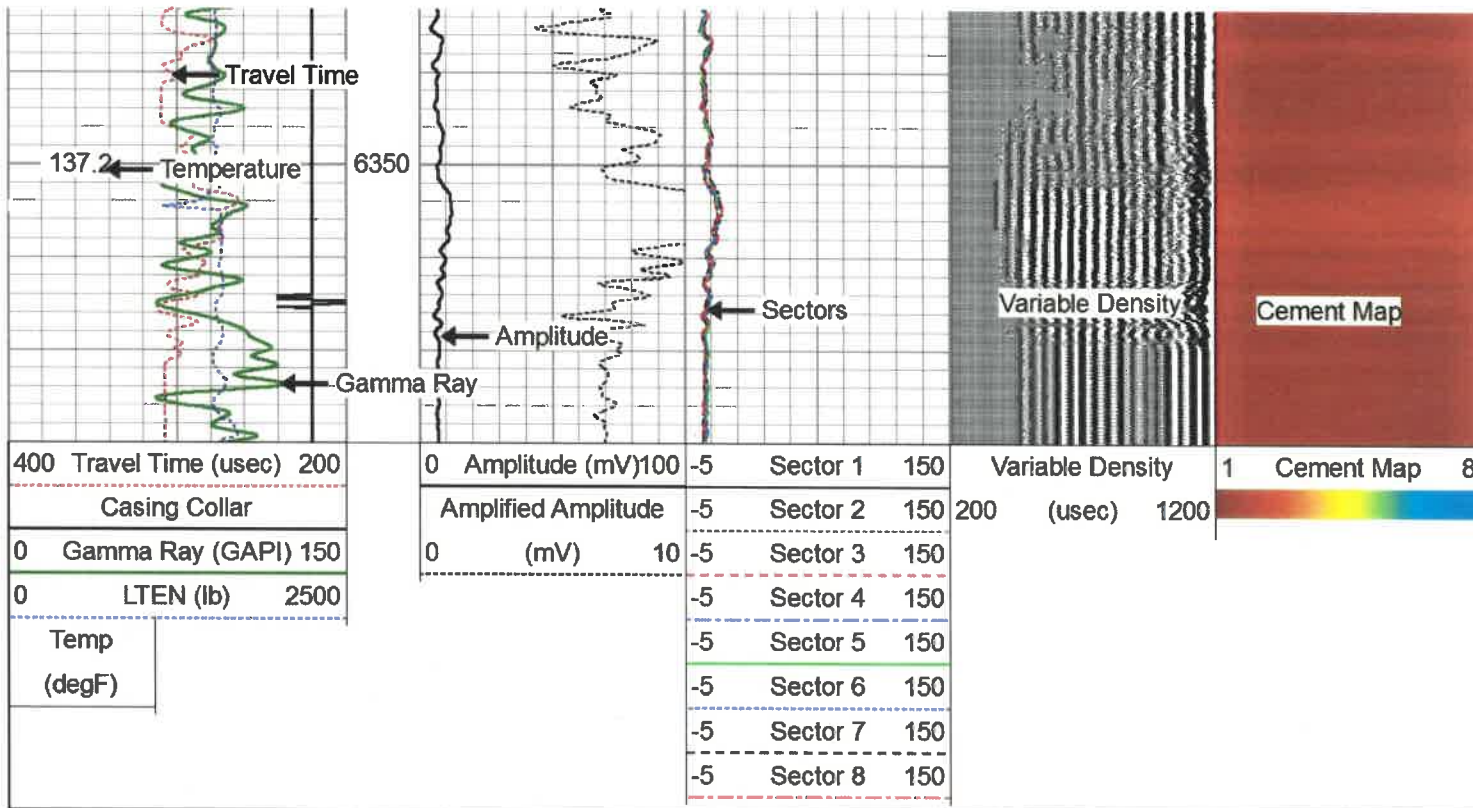 Travel Time
137.2
Temperature
6350
Sectors
Variable Density
Cement Map
Amplitude
Gamma Ray
400 Travel Time (usec) 200
Casing Collar
0 Gamma Ray (GAPI) 150
0 LTEN (lb) 2500
Temp
(degF)
0 Amplitude (mV) 100
Amplified Amplitude
0 (mV) 10
-5 Sector 1 150
-5 Sector 2 150
-5 Sector 3 150
-5 Sector 4 150
-5 Sector 5 150
-5 Sector 6 150
-5 Sector 7 150
-5 Sector 8 150
Variable Density
200 (usec) 1200
1 Cement Map 8